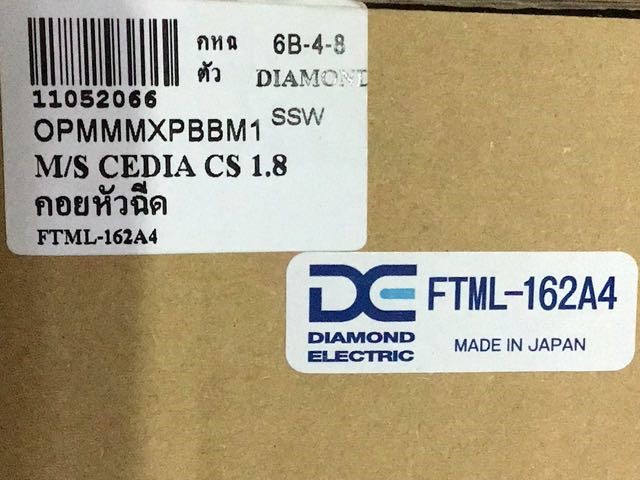 กหฉ 6B-4-8
ตัว DIAMOND
11052066
SSW
OPMMMXPBBM1
M/S CEDIA CS 1.8
คอยหัวฉีด
FTML-162A4
DE FTML-162A4
DIAMOND
ELECTRIC
MADE IN JAPAN